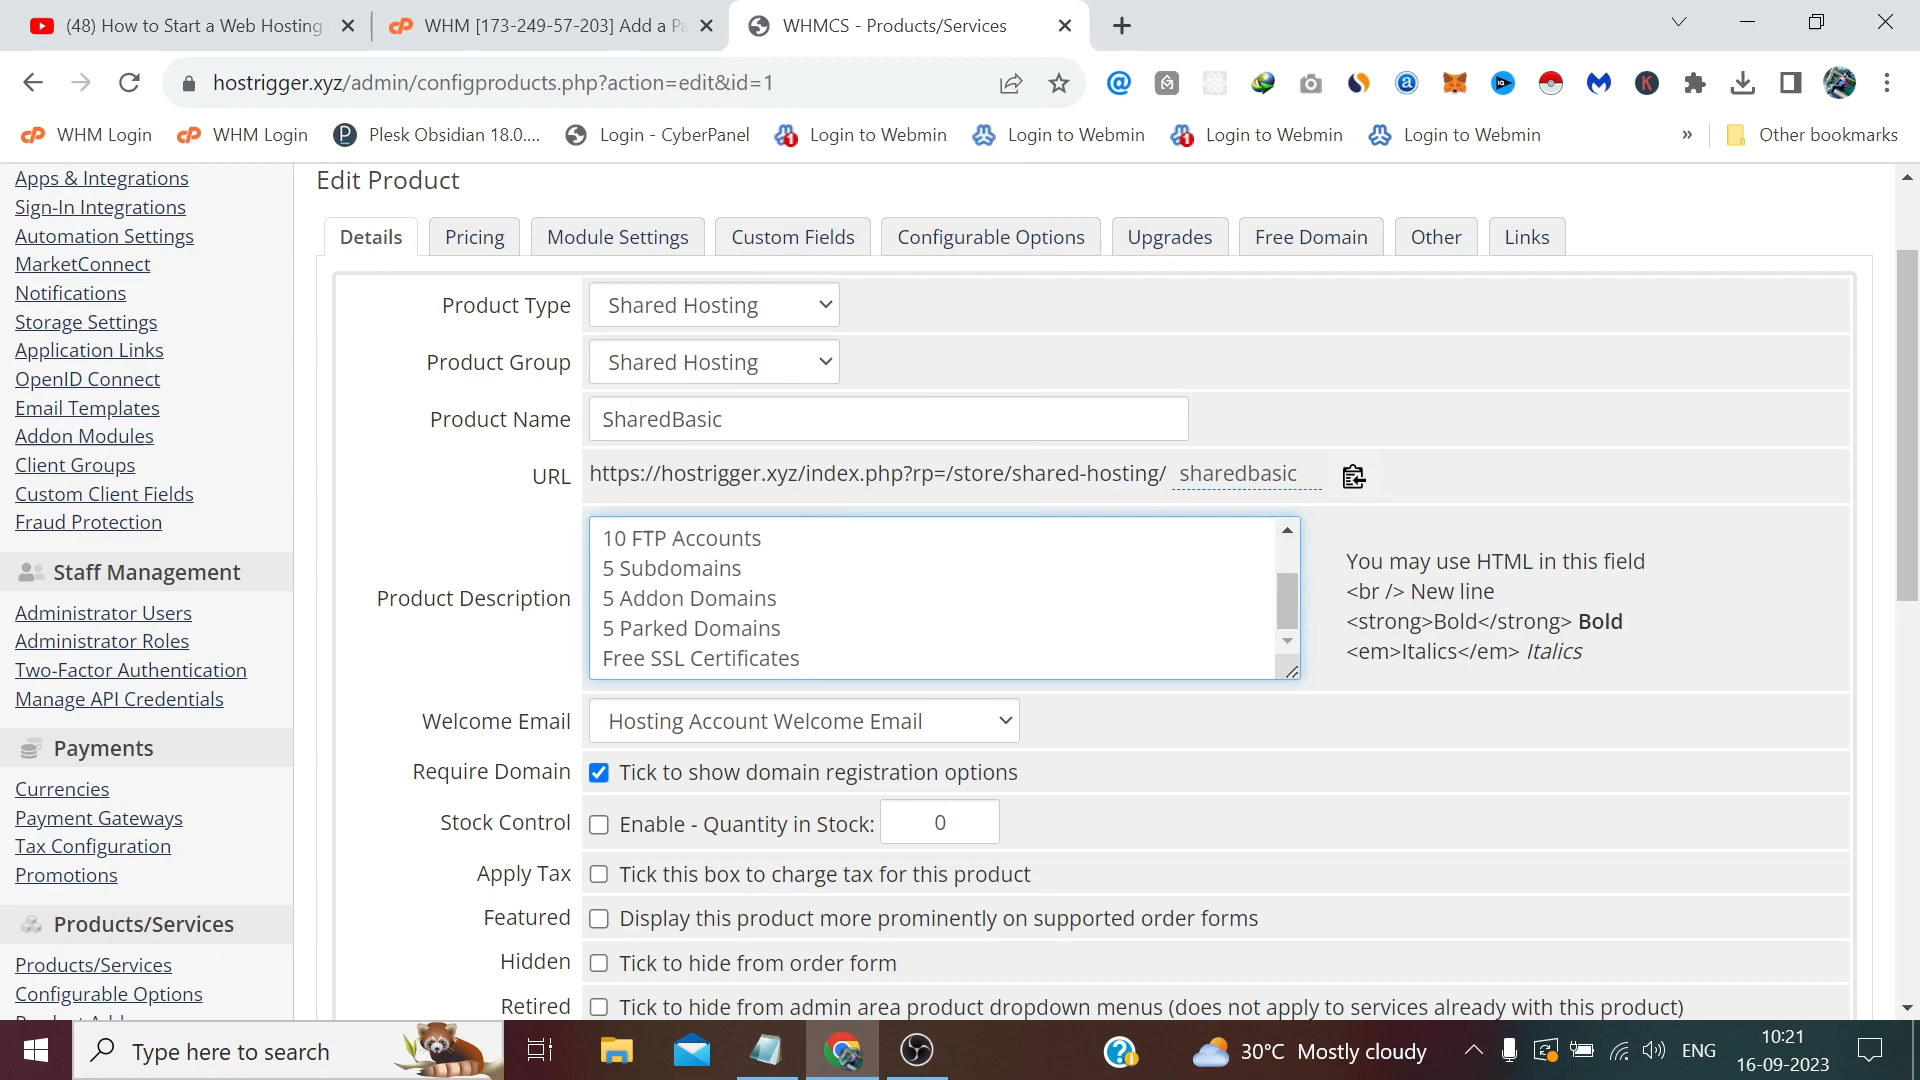 (48) How to Start a Web Hosting
WHM [173-249-57-203] Add a Pa
WHMCS - Products/Services
hostrigger.xyz/admin/configproducts.php?action=edit&id=1
WHM Login
WHM Login
Plesk Obsidian 18.0....
Login - CyberPanel
Login to Webmin
Login to Webmin
Login to Webmin
Login to Webmin
»
Other bookmarks
Apps & Integrations
Sign-In Integrations
Automation Settings
MarketConnect
Notifications
Storage Settings
Application Links
OpenID Connect
Email Templates
Addon Modules
Client Groups
Custom Client Fields
Fraud Protection
Staff Management
Administrator Users
Administrator Roles
Two-Factor Authentication
Manage API Credentials
Payments
Currencies
Payment Gateways
Tax Configuration
Promotions
Products/Services
Products/Services
Configurable Options
Edit Product
Details
Pricing
Module Settings
Custom Fields
Configurable Options
Upgrades
Free Domain
Other
Links
Product Type
Shared Hosting
Product Group
Shared Hosting
Product Name
SharedBasic
URL
https://hostrigger.xyz/index.php?rp=/store/shared-hosting/ sharedbasic
Product Description
10 FTP Accounts
5 Subdomains
5 Addon Domains
5 Parked Domains
Free SSL Certificates
You may use HTML in this field
<br /> New line
<strong>Bold</strong> Bold
<em>Italics</em> Italics
Welcome Email
Hosting Account Welcome Email
Require Domain
Tick to show domain registration options
Stock Control
Enable - Quantity in Stock: 0
Apply Tax
Tick this box to charge tax for this product
Featured
Display this product more prominently on supported order forms
Hidden
Tick to hide from order form
Retired
Tick to hide from admin area product dropdown menus (does not apply to services already with this product)
Type here to search
30°C Mostly cloudy
ENG
10:21
16-09-2023